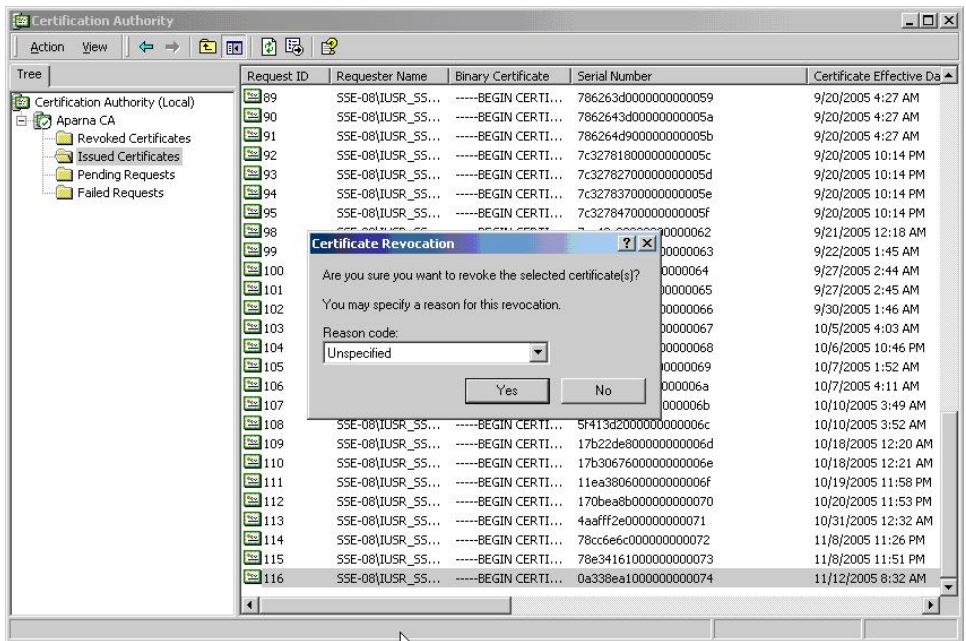 Certification Authority
Action View
Tree
Request ID Requester Name Binary Certificate Serial Number Certificate Effective Da
Certification Authority (Local)
Aparna CA
Revoked Certificates
Issued Certificates
Pending Requests
Failed Requests
89 SSE-08\IUSR_SS... -----BEGIN CERTI... 786263d0000000000059 9/20/2005 4:27 AM
90 SSE-08\IUSR_SS... -----BEGIN CERTI... 7862643d00000000005a 9/20/2005 4:27 AM
91 SSE-08\IUSR_SS... -----BEGIN CERTI... 786264d900000000005b 9/20/2005 4:27 AM
92 SSE-08\IUSR_SS... -----BEGIN CERTI... 7c32781800000000005c 9/20/2005 10:14 PM
93 SSE-08\IUSR_SS... -----BEGIN CERTI... 7c32782700000000005d 9/20/2005 10:14 PM
94 SSE-08\IUSR_SS... -----BEGIN CERTI... 7c32783700000000005e 9/20/2005 10:14 PM
95 SSE-08\IUSR_SS... -----BEGIN CERTI... 7c32784700000000005f 9/20/2005 10:14 PM
98 9/21/2005 12:18 AM
99 0000063 9/22/2005 1:45 AM
100 0000064 9/27/2005 2:44 AM
101 0000065 9/27/2005 2:45 AM
102 0000066 9/30/2005 1:46 AM
103 0000067 10/5/2005 4:03 AM
104 0000068 10/6/2005 10:46 PM
105 0000069 10/7/2005 1:52 AM
106 000006a 10/7/2005 4:11 AM
107 000006b 10/10/2005 3:49 AM
108 SSE-08\IUSR_SS... -----BEGIN CERTI... 5f413d2000000000006c 10/10/2005 3:52 AM
109 SSE-08\IUSR_SS... -----BEGIN CERTI... 17b22de800000000006d 10/18/2005 12:20 AM
110 SSE-08\IUSR_SS... -----BEGIN CERTI... 17b3067600000000006e 10/18/2005 12:21 AM
111 SSE-08\IUSR_SS... -----BEGIN CERTI... 11ea380600000000006f 10/19/2005 11:58 PM
112 SSE-08\IUSR_SS... -----BEGIN CERTI... 170bea8b000000000070 10/20/2005 11:53 PM
113 SSE-08\IUSR_SS... -----BEGIN CERTI... 4aafff2e000000000071 10/31/2005 12:32 AM
114 SSE-08\IUSR_SS... -----BEGIN CERTI... 78cc6e6c000000000072 11/8/2005 11:26 PM
115 SSE-08\IUSR_SS... -----BEGIN CERTI... 78e34161000000000073 11/8/2005 11:51 PM
116 SSE-08\IUSR_SS... -----BEGIN CERTI... 0a338ea1000000000074 11/12/2005 8:32 AM
Certificate Revocation
Are you sure you want to revoke the selected certificate(s)?
You may specify a reason for this revocation.
Reason code:
Unspecified
Yes No